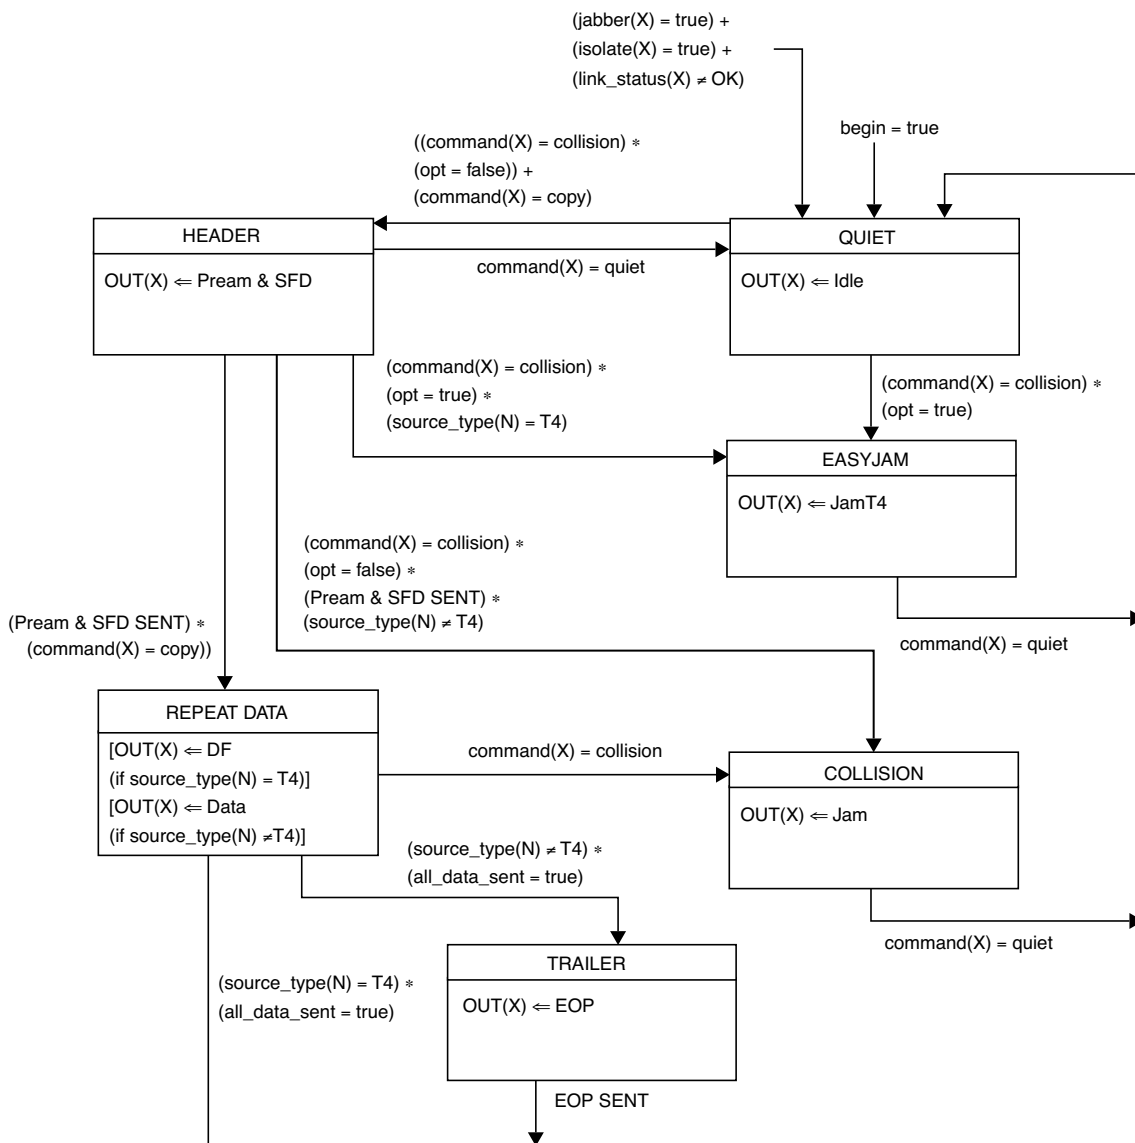 (jabber(X) = true) +
(isolate(X) = true) +
(link_status(X) ≠ OK)
begin = true
((command(X) = collision) *
(opt = false)) +
(command(X) = copy)
HEADER
OUT(X) ⇐ Pream & SFD
command(X) = quiet
QUIET
OUT(X) ⇐ Idle
(command(X) = collision) *
(opt = true) *
(source_type(N) = T4)
(command(X) = collision) *
(opt = true)
EASYJAM
OUT(X) ⇐ JamT4
(command(X) = collision) *
(opt = false) *
(Pream & SFD SENT) *
(source_type(N) ≠ T4)
(Pream & SFD SENT) *
(command(X) = copy))
command(X) = quiet
REPEAT DATA
[OUT(X) ⇐ DF
(if source_type(N) = T4)]
[OUT(X) ⇐ Data
(if source_type(N) ≠T4)]
command(X) = collision
COLLISION
OUT(X) ⇐ Jam
(source_type(N) ≠ T4) *
(all_data_sent = true)
command(X) = quiet
TRAILER
OUT(X) ⇐ EOP
(source_type(N) = T4) *
(all_data_sent = true)
EOP SENT